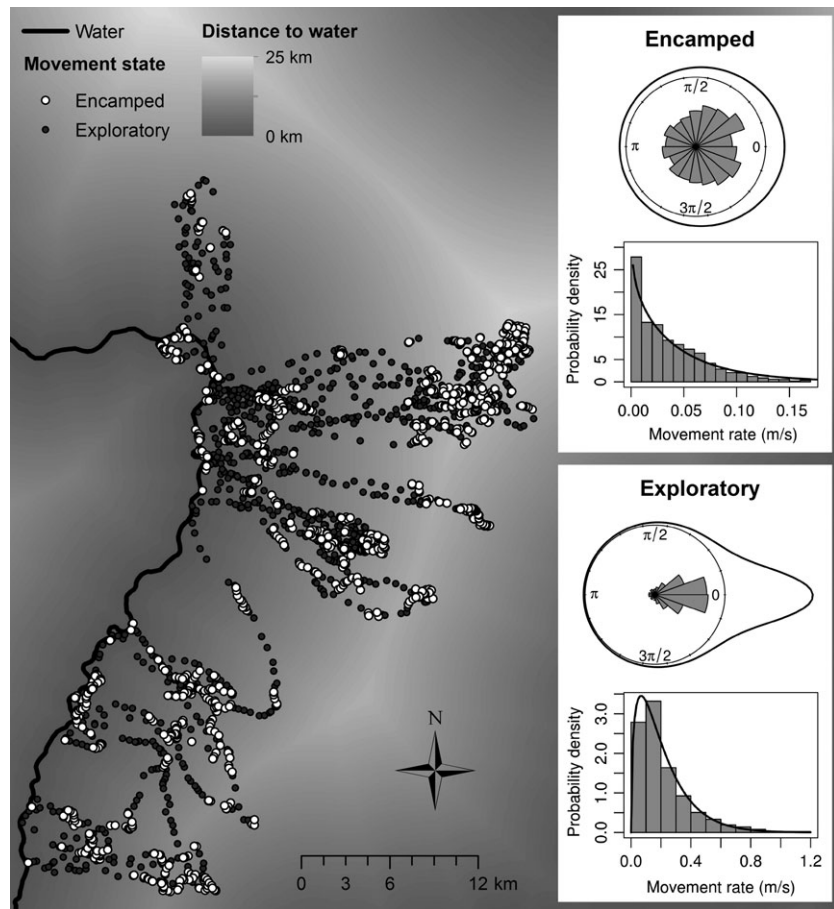 Water
Movement state
Encamped
Exploratory
Distance to water
25 km
0 km
N
0 3 6 12 km
Encamped
π/2
π 0
3π/2
Probability density
25
15
5
0
0.00 0.05 0.10 0.15
Movement rate (m/s)
Exploratory
π/2
π 0
3π/2
Probability density
3.0
2.0
1.0
0.0
0.0 0.4 0.8 1.2
Movement rate (m/s)